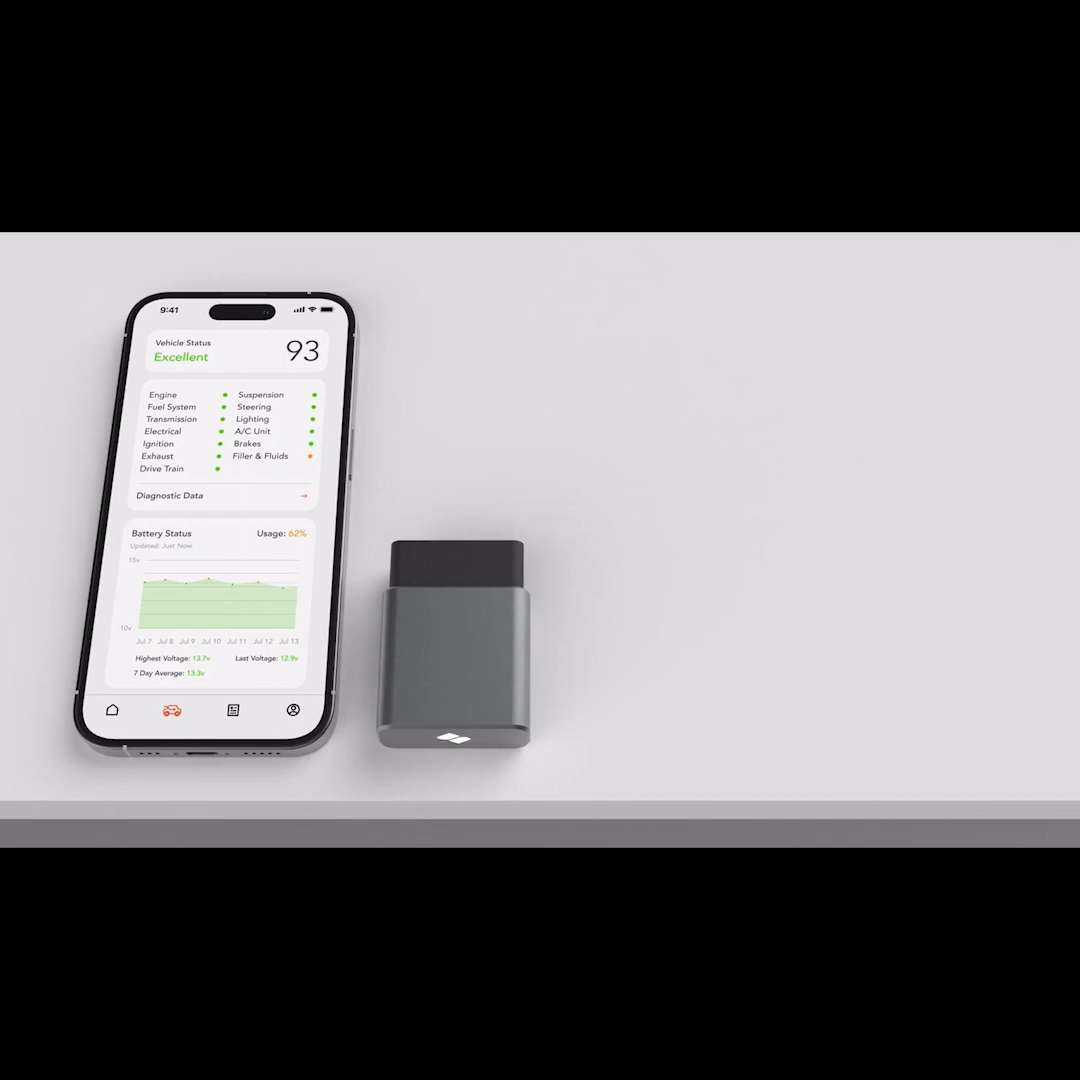 9:41
Vehicle Status
Excellent
93
Engine
Fuel System
Transmission
Electrical
Ignition
Exhaust
Drive Train
Suspension
Steering
Lighting
A/C Unit
Brakes
Filler & Fluids
Diagnostic Data →
Battery Status
Usage: 62%
Updated: Just Now
15v
10v
Jul 7 Jul 8 Jul 9 Jul 10 Jul 11 Jul 12 Jul 13
Highest Voltage: 13.7v
Last Voltage: 12.9v
7 Day Average: 13.3v